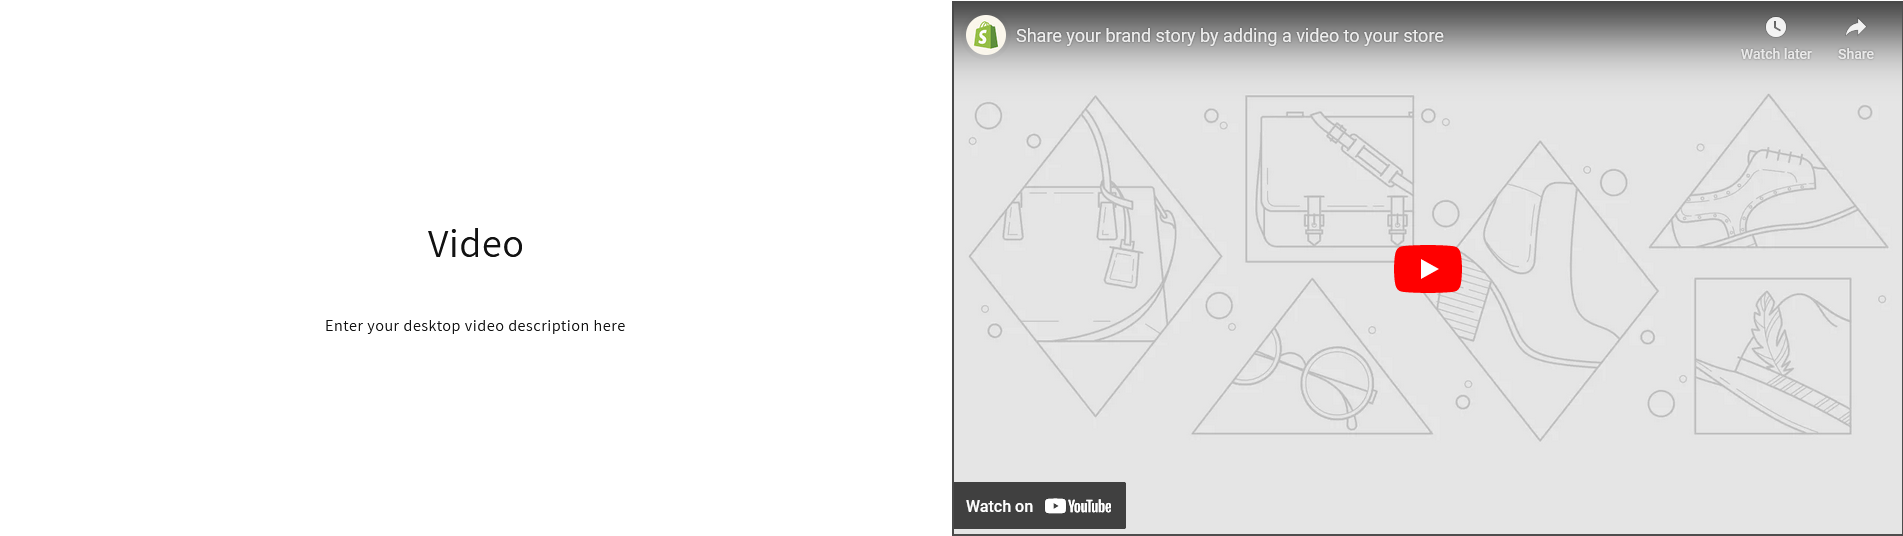 Video
Enter your desktop video description here
Share your brand story by adding a video to your store
Watch later
Share
Watch on YouTube